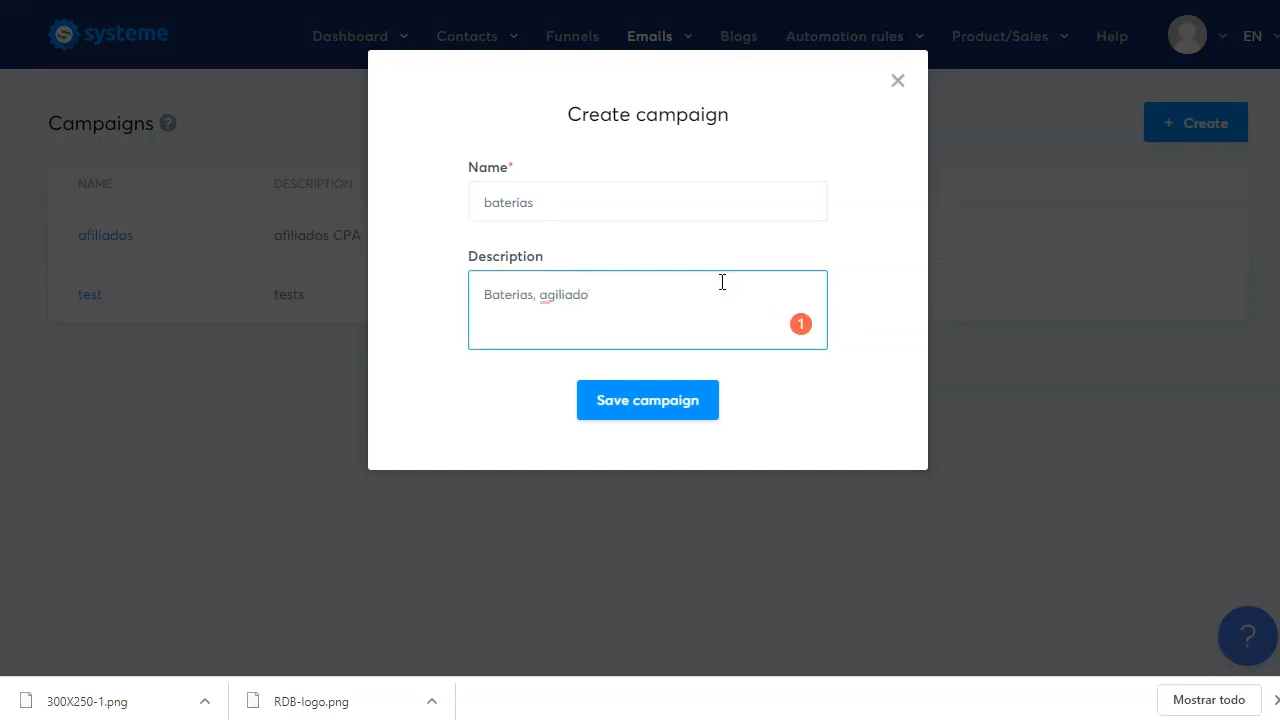 systeme
Dashboard Contacts Funnels Emails Blogs Automation rules Product/Sales Help EN
Create campaign
Campaigns ?
+ Create
Name*
baterias
NAME DESCRIPTION
afiliados afiliados CPA
Description
Baterias, agiliado
1
test tests
Save campaign
?
300X250-1.png RDB-logo.png Mostrar todo